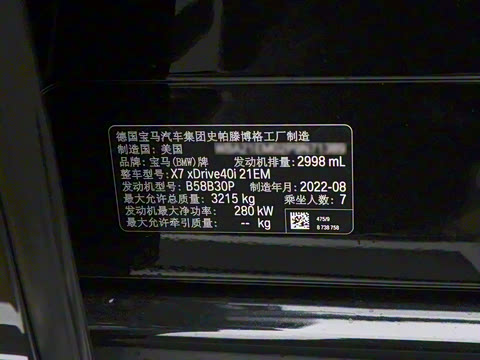 德国宝马汽车集团史帕滕博格工厂制造
制造国: 美国
品牌: 宝马(BMW)牌 发动机排量: 2998 mL
整车型号: X7 xDrive40i 21EM
发动机型号: B58B30P 制造年月: 2022-08
最大允许总质量: 3215 kg 乘坐人数: 7
发动机最大净功率: 280 kW
最大允许牵引质量: -- kg
475/9
8 738 758